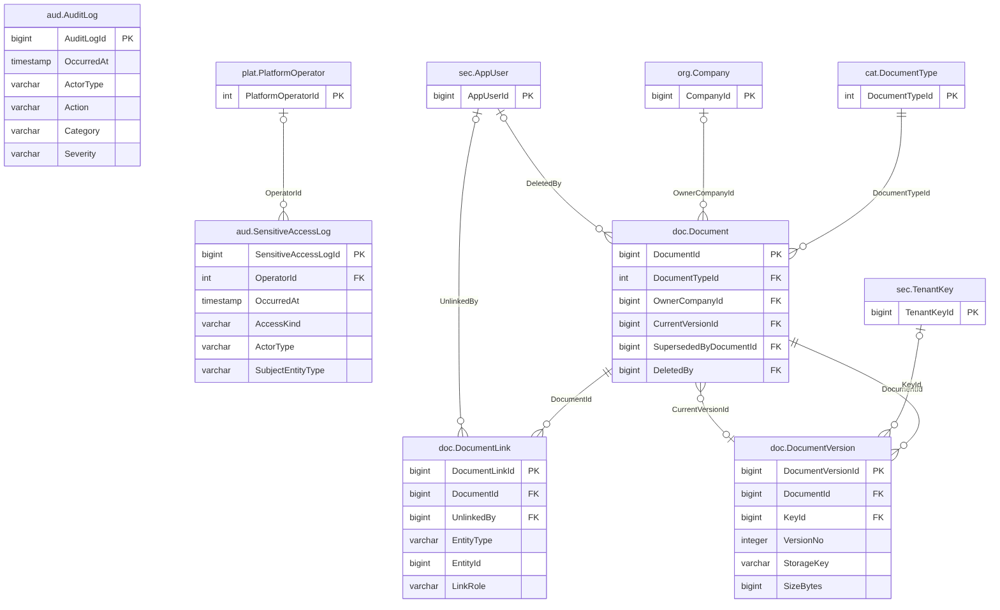 aud.AuditLog
bigint AuditLogId PK
timestamp OccurredAt
varchar ActorType
varchar Action
varchar Category
varchar Severity
plat.PlatformOperator
int PlatformOperatorId PK
sec.AppUser
bigint AppUserId PK
org.Company
bigint CompanyId PK
cat.DocumentType
int DocumentTypeId PK
DeletedBy
OperatorId
OwnerCompanyId
DocumentTypeId
aud.SensitiveAccessLog
bigint SensitiveAccessLogId PK
int OperatorId FK
timestamp OccurredAt
varchar AccessKind
varchar ActorType
varchar SubjectEntityType
UnlinkedBy
doc.Document
bigint DocumentId PK
int DocumentTypeId FK
bigint OwnerCompanyId FK
bigint CurrentVersionId FK
bigint SupersededByDocumentId FK
bigint DeletedBy FK
sec.TenantKey
bigint TenantKeyId PK
KeyId
DocumentId
DocumentId
CurrentVersionId
doc.DocumentLink
bigint DocumentLinkId PK
bigint DocumentId FK
bigint UnlinkedBy FK
varchar EntityType
bigint EntityId
varchar LinkRole
doc.DocumentVersion
bigint DocumentVersionId PK
bigint DocumentId FK
bigint KeyId FK
integer VersionNo
varchar StorageKey
bigint SizeBytes